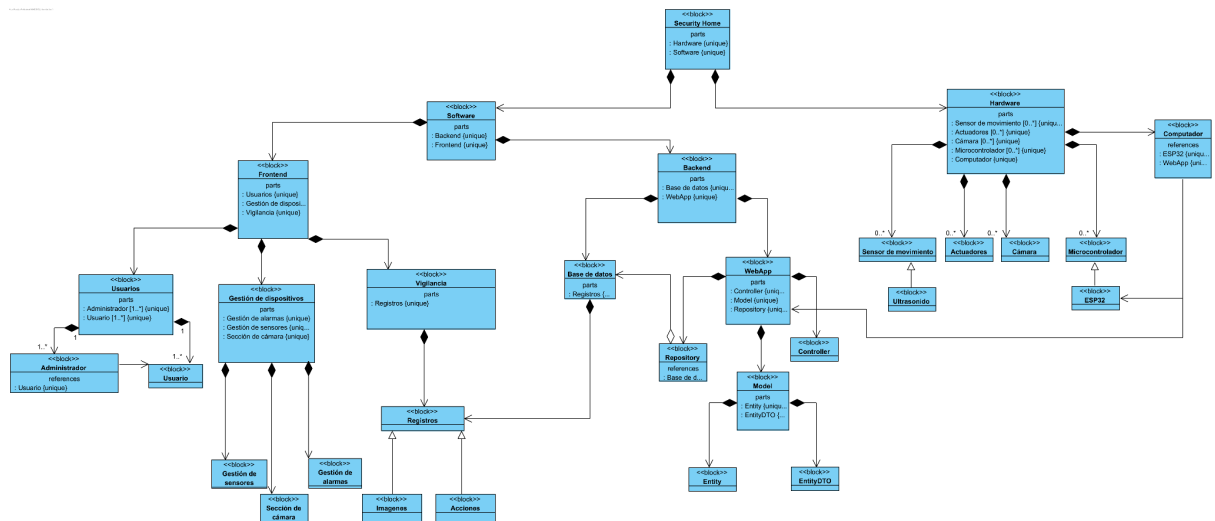 <<block>>
Security Home
parts
: Hardware {unique}
: Software {unique}
<<block>>
Software
parts
: Backend {unique}
: Frontend {unique}
<<block>>
Hardware
parts
: Sensor de movimiento [0..*] {uniqu...
: Actuadores [0..*] {unique}
: Cámara [0..*] {unique}
: Microcontrolador [0..*] {unique}
: Computador {unique}
<<block>>
Computador
references
: ESP32 {uniqu...
: WebApp {uni...
<<block>>
Frontend
parts
: Usuarios {unique}
: Gestión de disposi...
: Vigilancia {unique}
<<block>>
Backend
parts
: Base de datos {uniqu...
: WebApp {unique}
0..*
0..*
0..*
0..*
<<block>>
Sensor de movimiento
<<block>>
Actuadores
<<block>>
Cámara
<<block>>
Microcontrolador
<<block>>
Ultrasonido
<<block>>
ESP32
<<block>>
Usuarios
parts
: Administrador [1..*] {unique}
: Usuario [1..*] {unique}
<<block>>
Gestión de dispositivos
parts
: Gestión de alarmas {unique}
: Gestión de sensores {uniq...
: Sección de cámara {unique}
<<block>>
Vigilancia
parts
: Registros {unique}
<<block>>
Base de datos
parts
: Registros {...
<<block>>
WebApp
parts
: Controller {uniq...
: Model {unique}
: Repository {uniq...
1
1
1..*
1..*
<<block>>
Administrador
references
: Usuario {unique}
<<block>>
Usuario
<<block>>
Repository
references
: Base de d...
<<block>>
Controller
<<block>>
Model
parts
: Entity {uniqu...
: EntityDTO {...
<<block>>
Registros
<<block>>
Gestión de
sensores
<<block>>
Gestión de
alarmas
<<block>>
Sección de
cámara
<<block>>
Imagenes
<<block>>
Acciones
<<block>>
Entity
<<block>>
EntityDTO